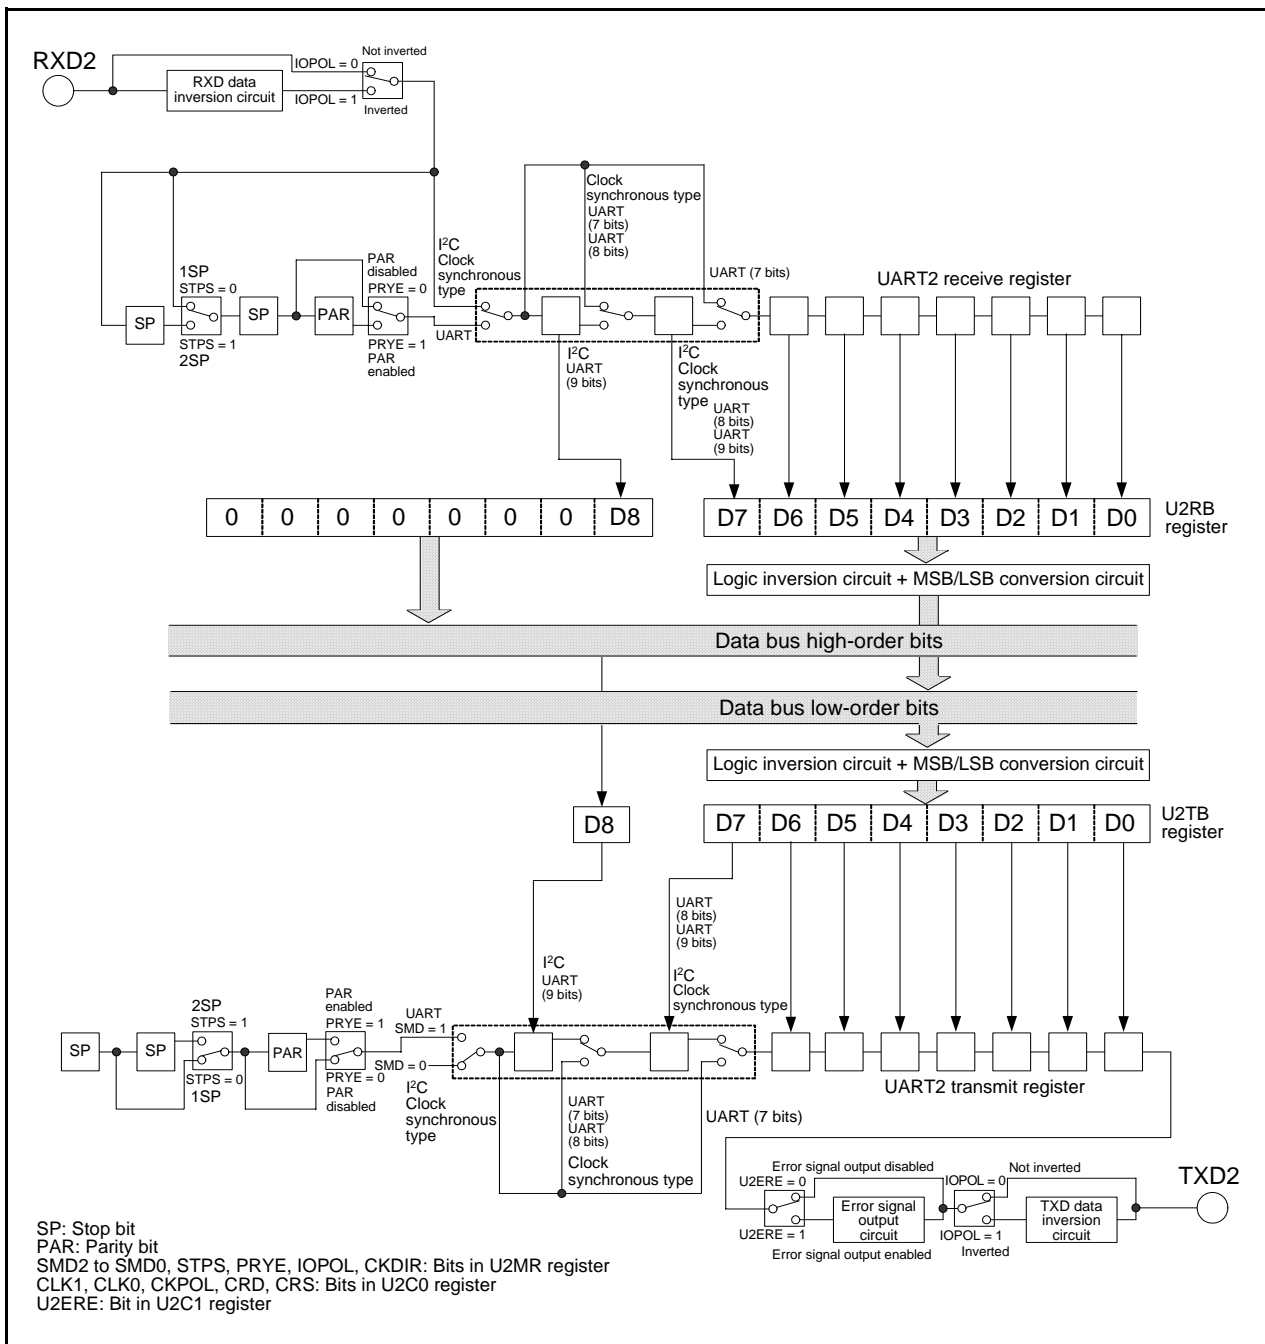 RXD2
Not inverted
IOPOL = 0
RXD data
inversion circuit
IOPOL = 1
Inverted
Clock
synchronous type
UART
(7 bits)
UART
(8 bits)
I²C
Clock
synchronous
type
PAR
disabled
PRYE = 0
1SP
STPS = 0
UART (7 bits)
UART2 receive register
SP
SP
PAR
UART
STPS = 1
2SP
PRYE = 1
PAR
enabled
I²C
UART
(9 bits)
I²C
Clock
synchronous
type
UART
(8 bits)
UART
(9 bits)
0 0 0 0 0 0 0 D8
D7 D6 D5 D4 D3 D2 D1 D0
U2RB
register
Logic inversion circuit + MSB/LSB conversion circuit
Data bus high-order bits
Data bus low-order bits
Logic inversion circuit + MSB/LSB conversion circuit
D8
D7 D6 D5 D4 D3 D2 D1 D0
U2TB
register
UART
(8 bits)
UART
(9 bits)
I²C
UART
(9 bits)
I²C
Clock
synchronous type
2SP
STPS = 1
PAR
enabled
PRYE = 1
UART
SMD = 1
SP
SP
PAR
SMD = 0
STPS = 0
1SP
PRYE = 0
PAR
disabled
I²C
Clock
synchronous
type
UART
(7 bits)
UART
(8 bits)
Clock
synchronous type
UART (7 bits)
UART2 transmit register
Error signal output disabled
U2ERE = 0
IOPOL = 0
Not inverted
TXD2
Error signal
output
circuit
TXD data
inversion
circuit
U2ERE = 1
Error signal output enabled
IOPOL = 1
Inverted
SP: Stop bit
PAR: Parity bit
SMD2 to SMD0, STPS, PRYE, IOPOL, CKDIR: Bits in U2MR register
CLK1, CLK0, CKPOL, CRD, CRS: Bits in U2C0 register
U2ERE: Bit in U2C1 register